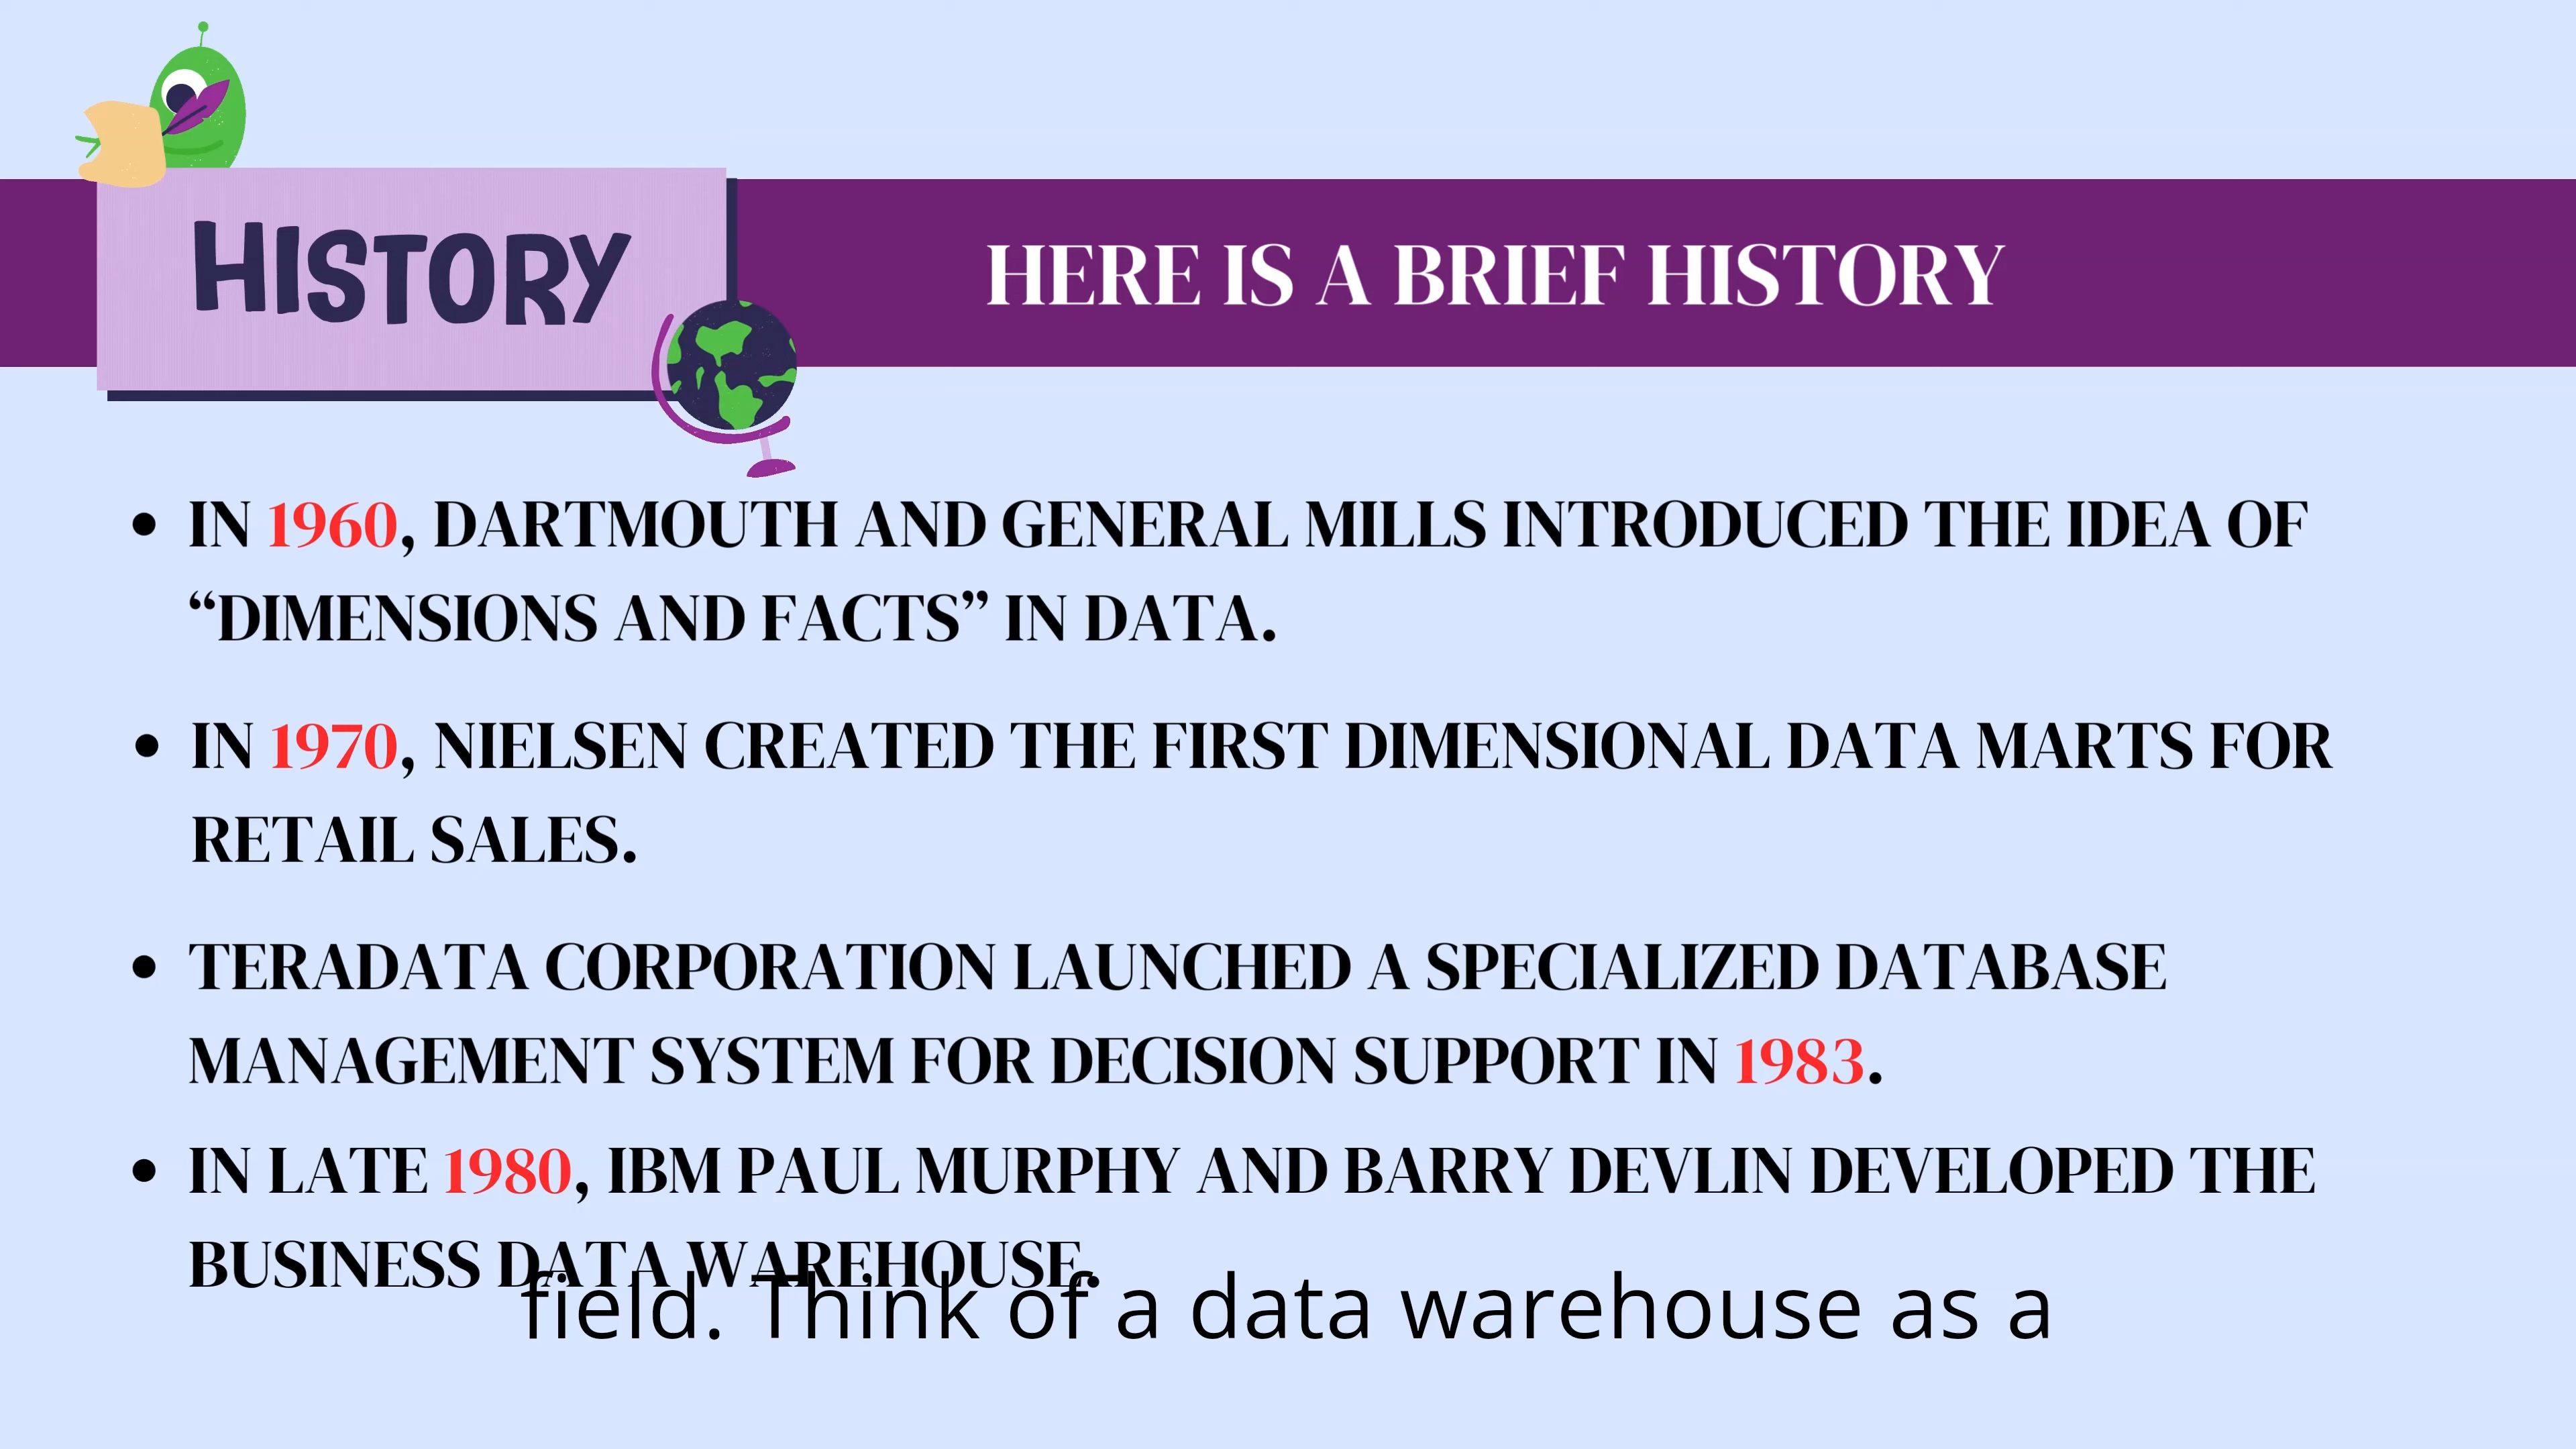 HISTORY
HERE IS A BRIEF HISTORY
• IN 1960, DARTMOUTH AND GENERAL MILLS INTRODUCED THE IDEA OF
“DIMENSIONS AND FACTS” IN DATA.
• IN 1970, NIELSEN CREATED THE FIRST DIMENSIONAL DATA MARTS FOR
RETAIL SALES.
• TERADATA CORPORATION LAUNCHED A SPECIALIZED DATABASE
MANAGEMENT SYSTEM FOR DECISION SUPPORT IN 1983.
• IN LATE 1980, IBM PAUL MURPHY AND BARRY DEVLIN DEVELOPED THE
BUSINESS DATA WAREHOUSE.
field. Think of a data warehouse as a